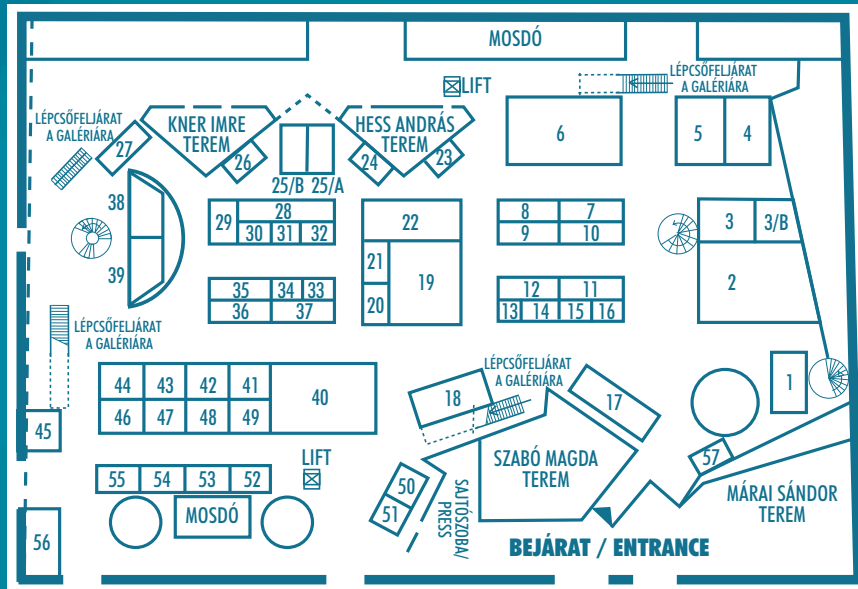 MOSDÓ
LIFT
LÉPCSŐFELJÁRAT
A GALÉRIÁRA
LÉPCSŐFELJÁRAT
A GALÉRIÁRA
27
KNER IMRE
TEREM
26
25/B 25/A
HESS ANDRÁS
TEREM
24
23
6
5
4
38
39
29
28
30
31
32
22
21
20
19
8
7
9
10
3
3/B
2
35
34
33
36
37
12
11
13
14
15
16
LÉPCSŐFELJÁRAT
A GALÉRIÁRA
44
43
42
41
40
46
47
48
49
45
LÉPCSŐFELJÁRAT
A GALÉRIÁRA
18
17
1
57
SZABÓ MAGDA
TEREM
MÁRAI SÁNDOR
TEREM
LIFT
55
54
53
52
50
51
SAJTÓSZOBA/
PRESS
MOSDÓ
56
BEJÁRAT / ENTRANCE